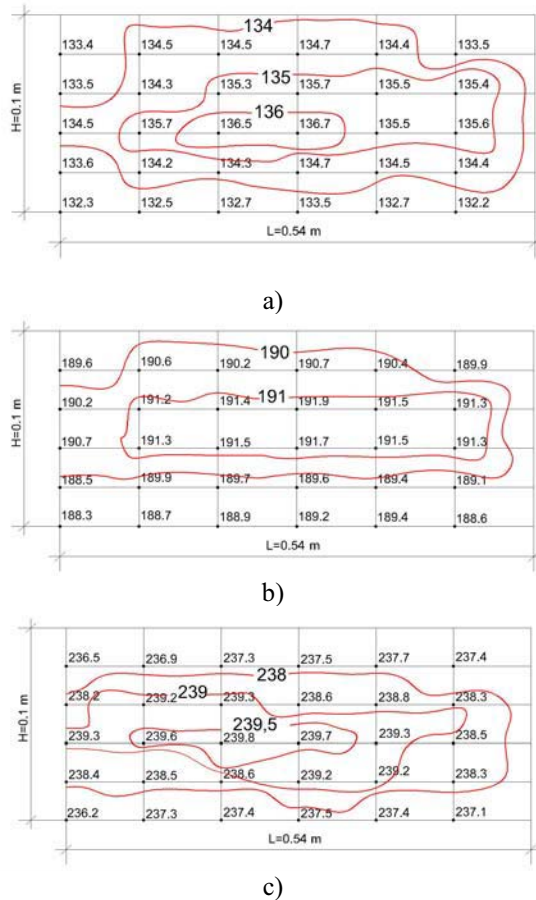 134
133.4 134.5 134.5 134.7 134.4 133.5
135
133.5 134.3 135.3 135.7 135.5 135.4
136
134.5 135.7 136.5 136.7 135.5 135.6
H=0.1 m
133.6 134.2 134.3 134.7 134.5 134.4
132.3 132.5 132.7 133.5 132.7 132.2
L=0.54 m
a)
190
189.6 190.6 190.2 190.7 190.4 189.9
191
190.2 191.2 191.4 191.9 191.5 191.3
H=0.1 m
190.7 191.3 191.5 191.7 191.5 191.3
188.5 189.9 189.7 189.6 189.4 189.1
188.3 188.7 188.9 189.2 189.4 188.6
L=0.54 m
b)
236.5 236.9 237.3 237.5 237.7 237.4
238
239
238.2 239.2 239.3 238.6 238.8 238.3
239,5
H=0.1 m
239.3 239.6 239.8 239.7 239.3 238.5
238.4 238.5 238.6 239.2 239.2 238.3
236.2 237.3 237.4 237.5 237.4 237.1
L=0.54 m
c)